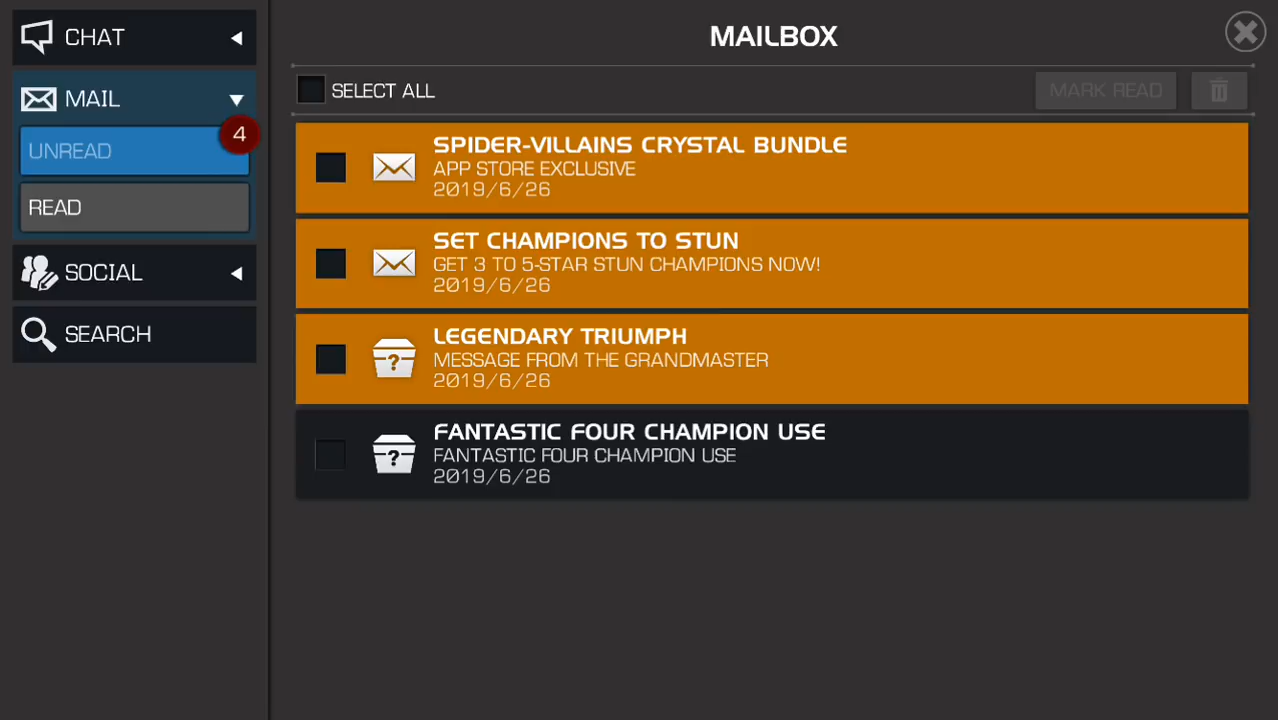 CHAT
MAIL
UNREAD
4
READ
SOCIAL
SEARCH
MAILBOX
SELECT ALL
MARK READ
SPIDER-VILLAINS CRYSTAL BUNDLE
APP STORE EXCLUSIVE
2019/6/26
SET CHAMPIONS TO STUN
GET 3 TO 5-STAR STUN CHAMPIONS NOW!
2019/6/26
?
LEGENDARY TRIUMPH
MESSAGE FROM THE GRANDMASTER
2019/6/26
?
FANTASTIC FOUR CHAMPION USE
FANTASTIC FOUR CHAMPION USE
2019/6/26